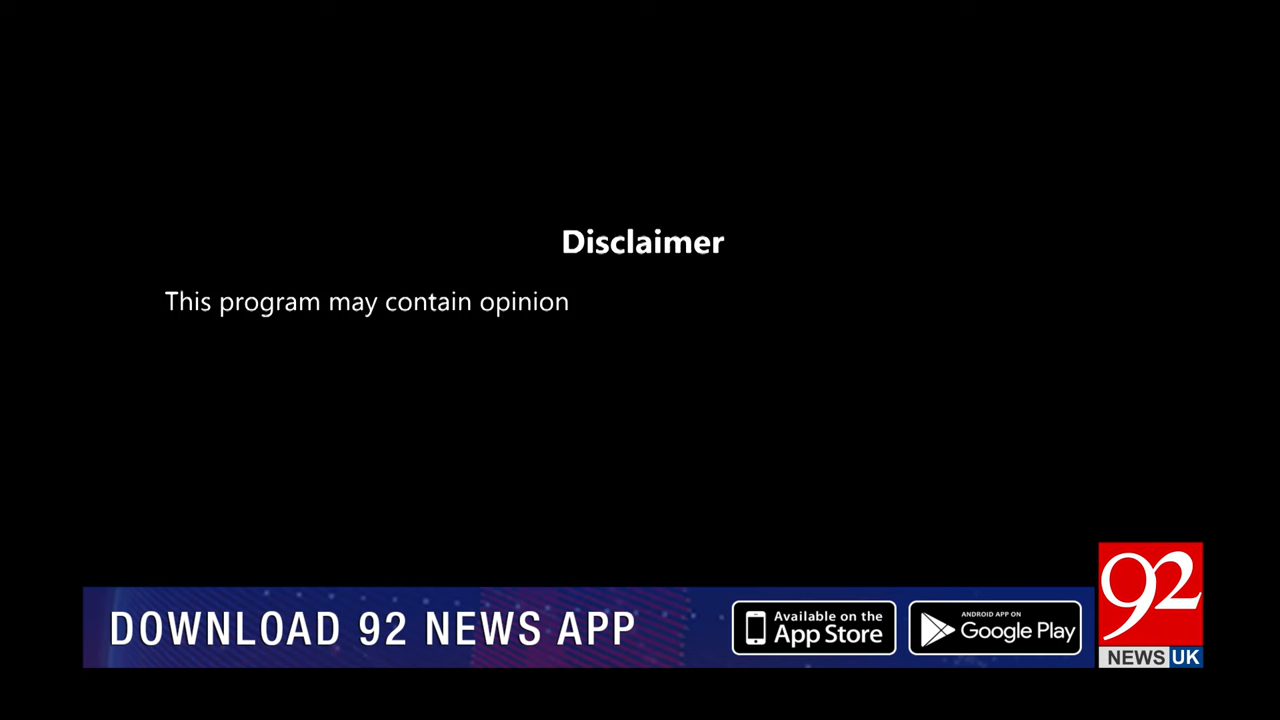 Disclaimer
This program may contain opinion
DOWNLOAD 92 NEWS APP
Available on the
App Store
ANDROID APP ON
Google Play
92
NEWS UK